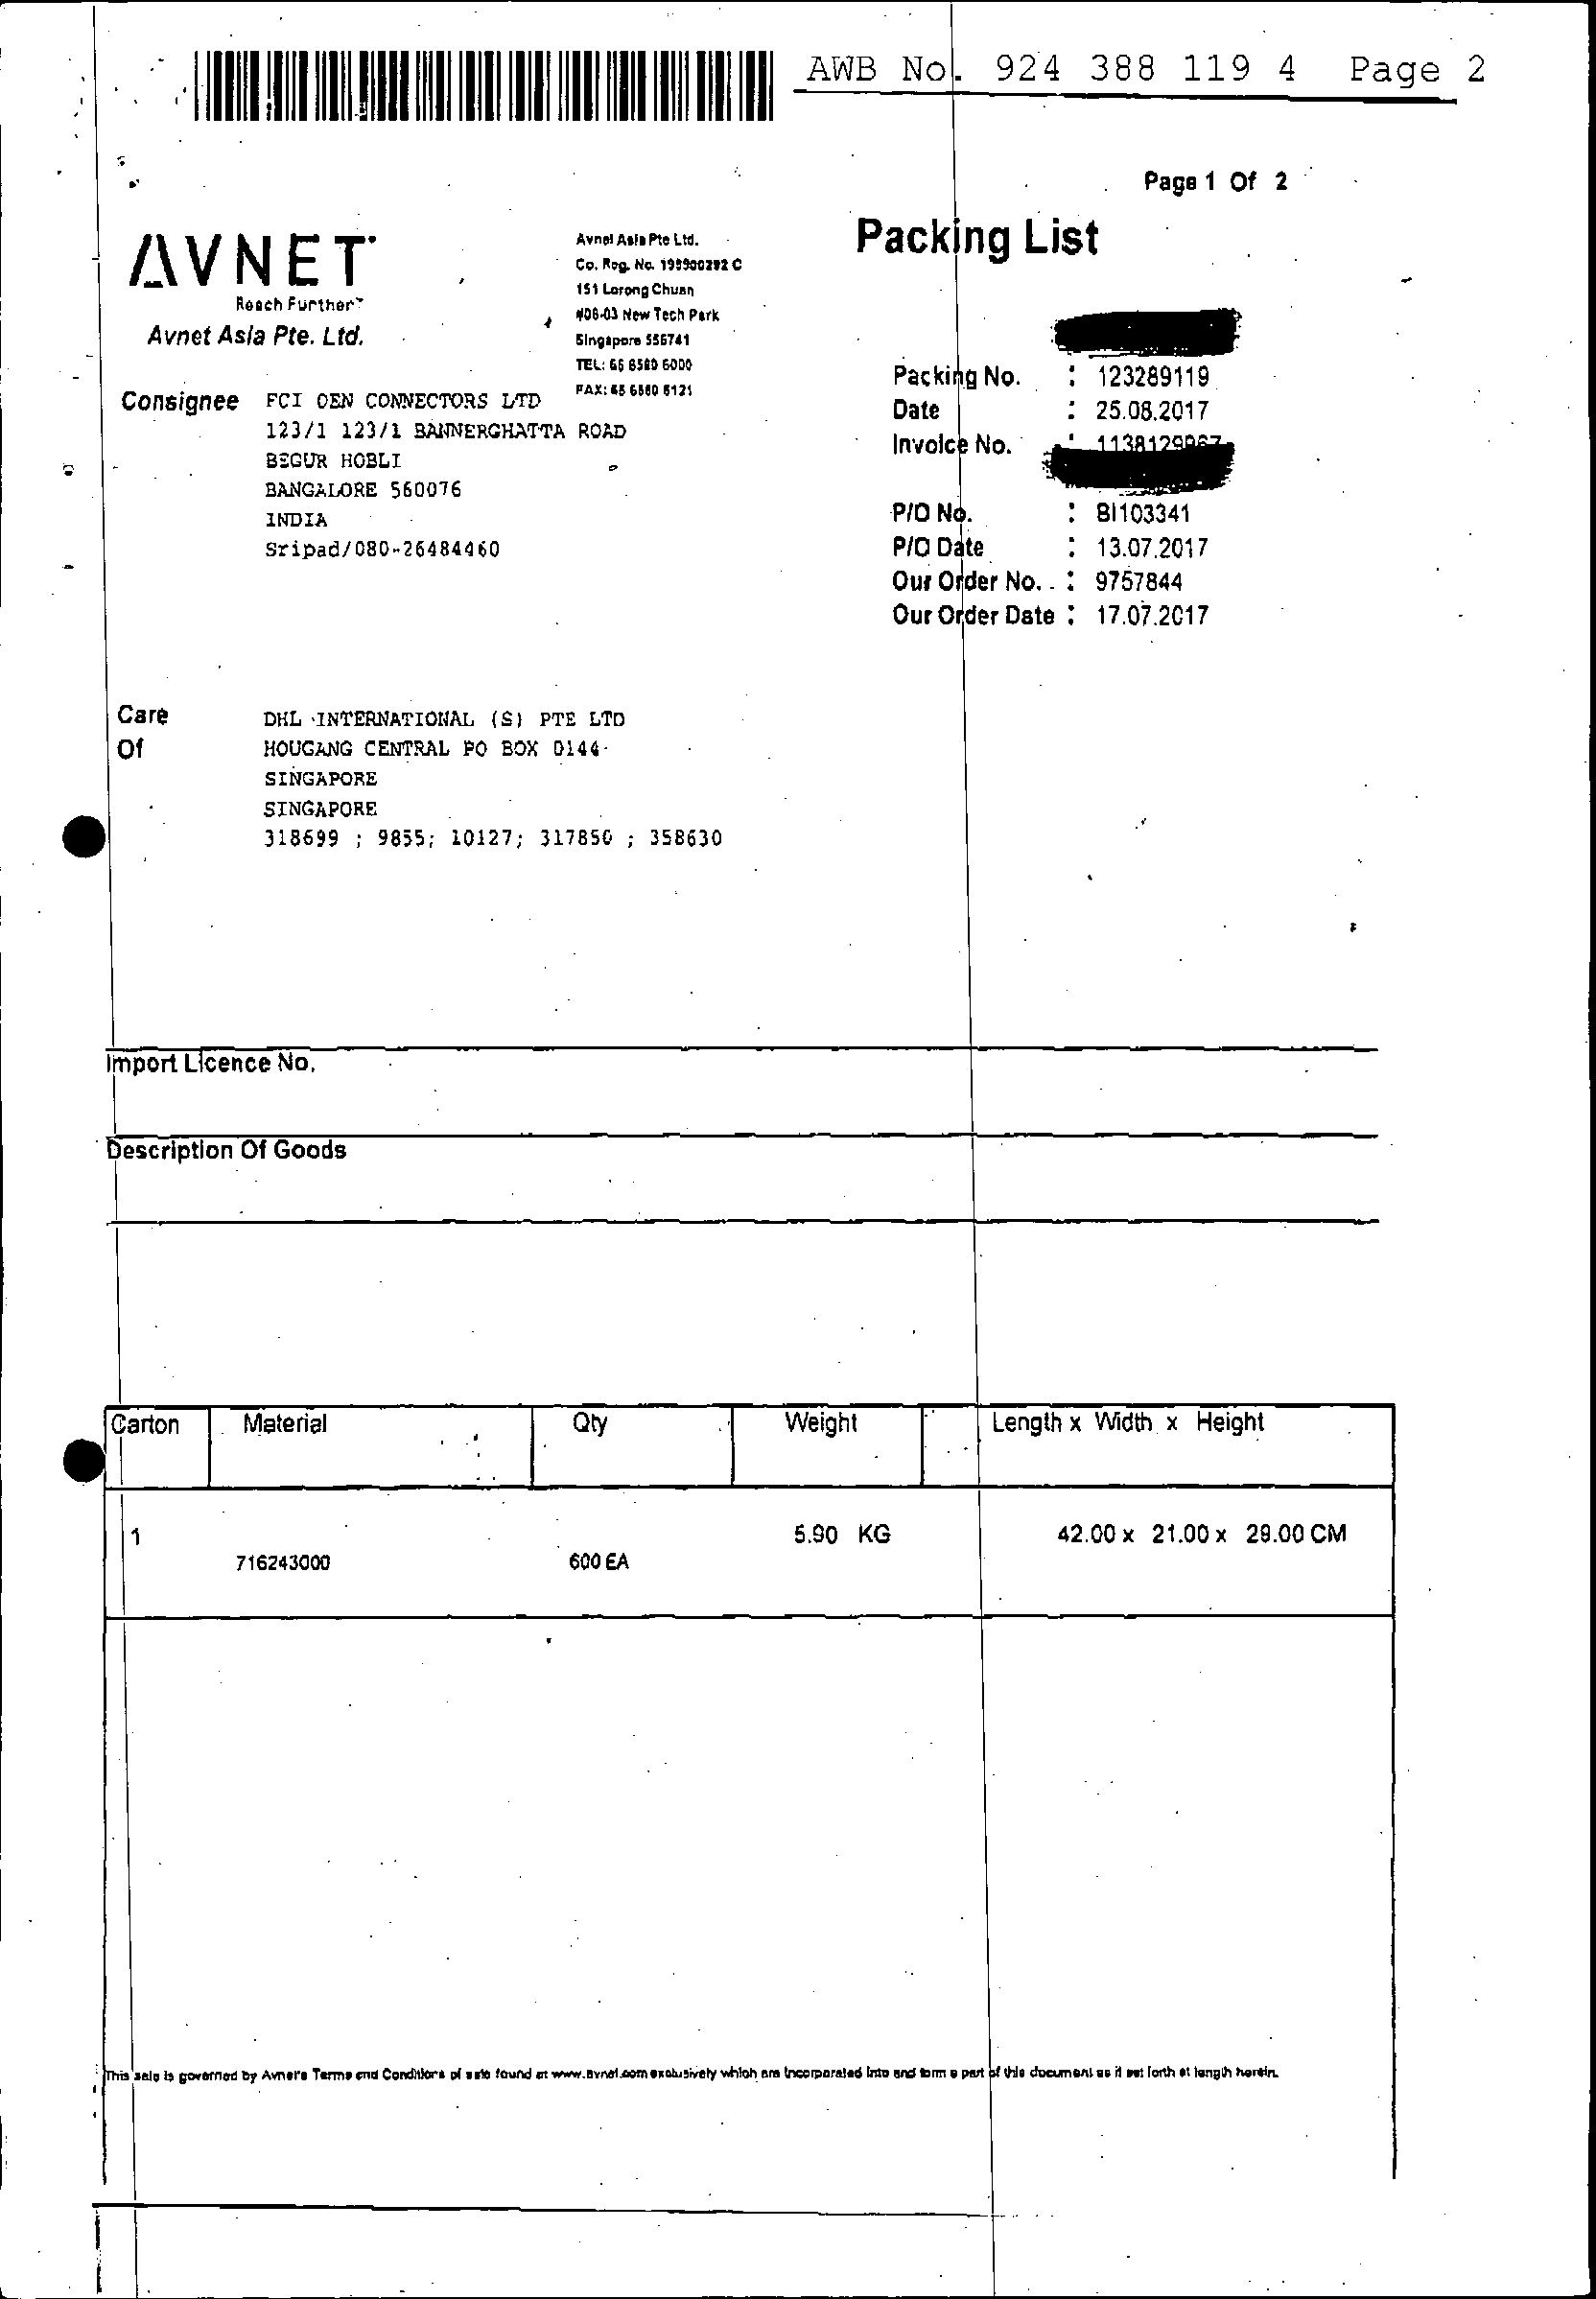 AWB No. 924 388 119 4 Page 2
Page 1 Of 2
AVNET
Reach Further™
Avnet Asia Pte. Ltd.
Avnet Asia Pte Ltd.
Co. Reg. No. 199900292 C
151 Lorong Chuan
#06-03 New Tech Park
Singapore 556741
TEL: 65 6580 6000
FAX: 65 6580 6121
Packing List
Packing No. : 123289119
Date : 25.08.2017
Invoice No. : 1138129967
P/O No. : BI103341
P/O Date : 13.07.2017
Our Order No. : 9757844
Our Order Date : 17.07.2017
Consignee FCI OEN CONNECTORS LTD
123/1 123/1 BANNERGHATTA ROAD
BEGUR HOBLI
BANGALORE 560076
INDIA
Sripad/080-26484460
Care Of
DHL INTERNATIONAL (S) PTE LTD
HOUGANG CENTRAL PO BOX 0144
SINGAPORE
SINGAPORE
318699 ; 9855; 10127; 317850 ; 358630
Import Licence No.
Description Of Goods
Carton Material Qty Weight Length x Width x Height
1 5.90 KG 42.00 x 21.00 x 29.00 CM
716243000 600 EA
This sale is governed by Avnet's Terms and Conditions of sale found at www.avnet.com exclusively which are incorporated into and form a part of this document as if set forth at length herein.